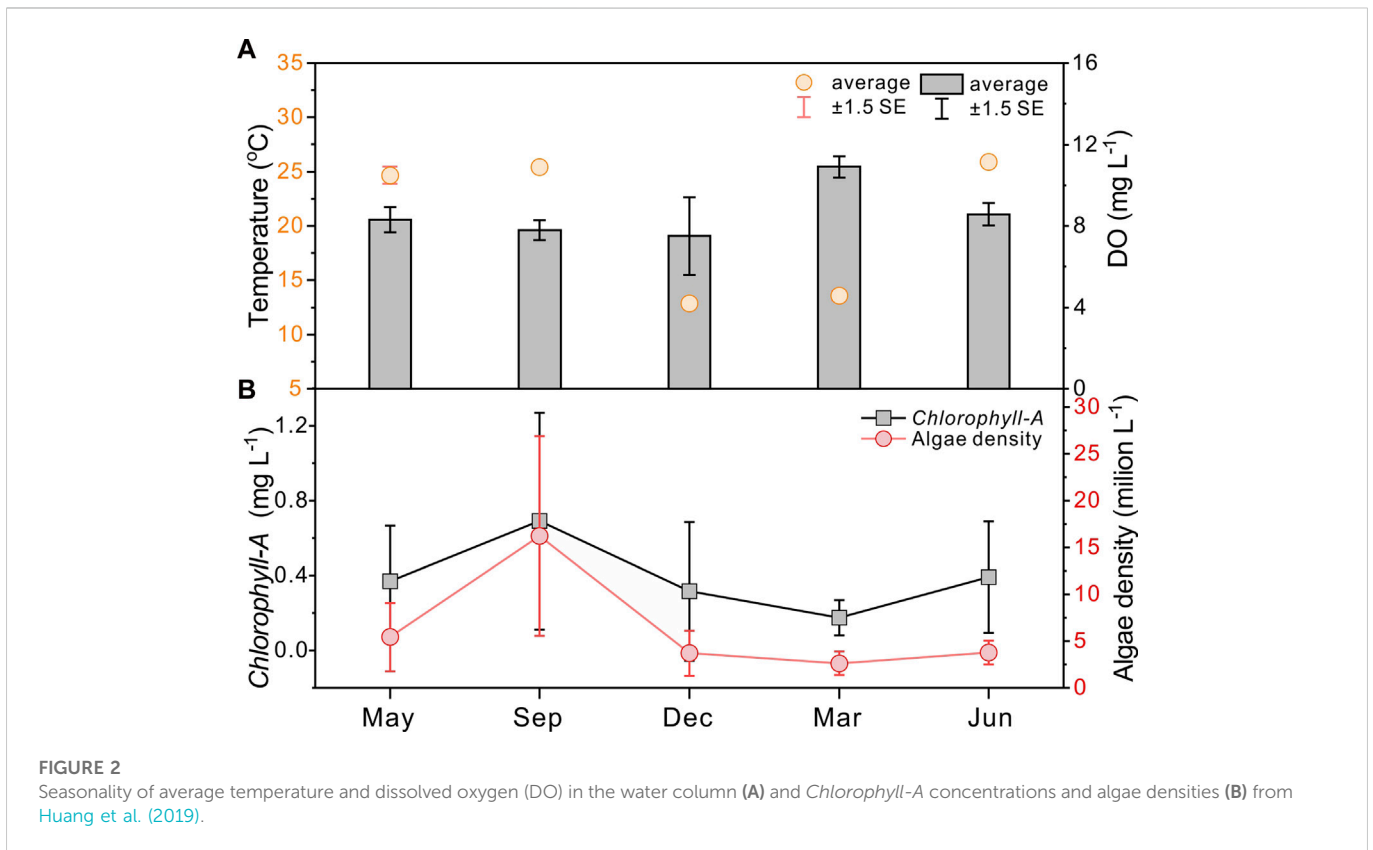 A
35
30
25
20
15
10
5
Temperature (ºC)
average
±1.5 SE
average
±1.5 SE
16
12
8
4
0
DO (mg L-1)
B
1.2
0.8
0.4
0.0
Chlorophyll-A (mg L-1)
Chlorophyll-A
Algae density
30
25
20
15
10
5
0
Algae density (milion L-1)
May Sep Dec Mar Jun
FIGURE 2
Seasonality of average temperature and dissolved oxygen (DO) in the water column (A) and Chlorophyll-A concentrations and algae densities (B) from
Huang et al. (2019).